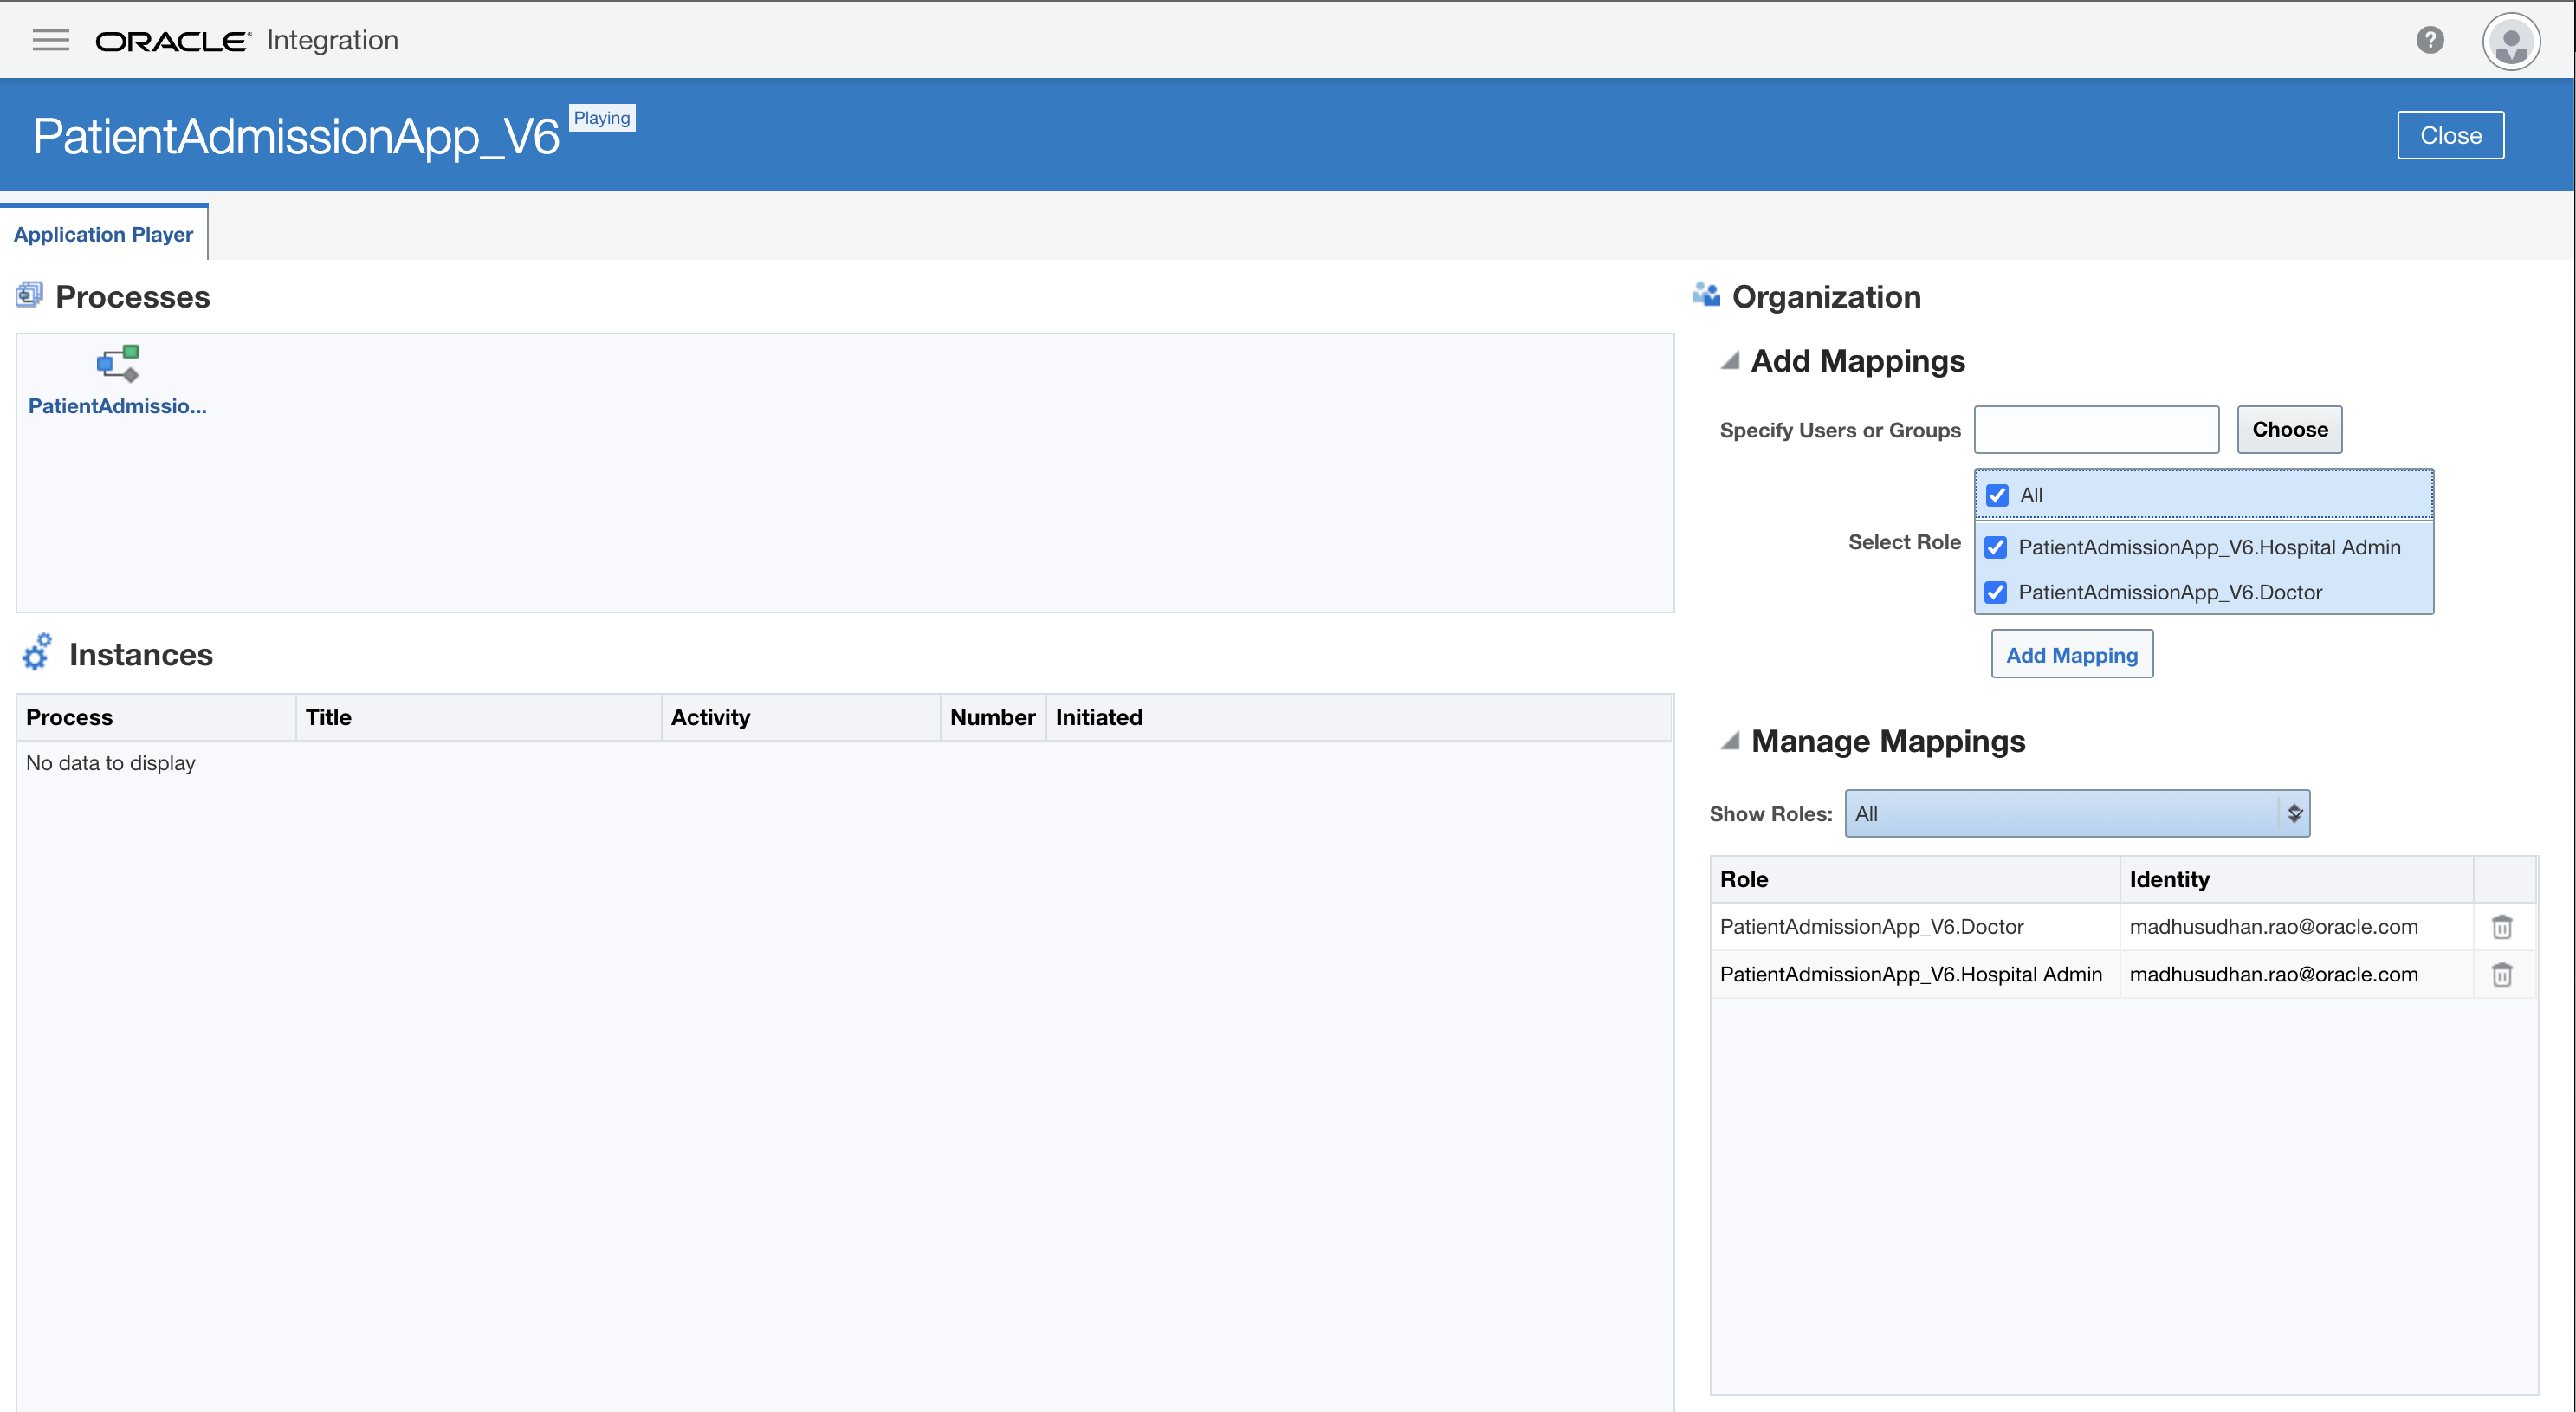 ORACLE Integration
?
PatientAdmissionApp_V6 Playing
Close
Application Player
Processes
PatientAdmissio...
Instances
Process Title Activity Number Initiated
No data to display
Organization
Add Mappings
Specify Users or Groups Choose
Select Role
All
PatientAdmissionApp_V6.Hospital Admin
PatientAdmissionApp_V6.Doctor
Add Mapping
Manage Mappings
Show Roles: All
Role Identity
PatientAdmissionApp_V6.Doctor madhusudhan.rao@oracle.com
PatientAdmissionApp_V6.Hospital Admin madhusudhan.rao@oracle.com